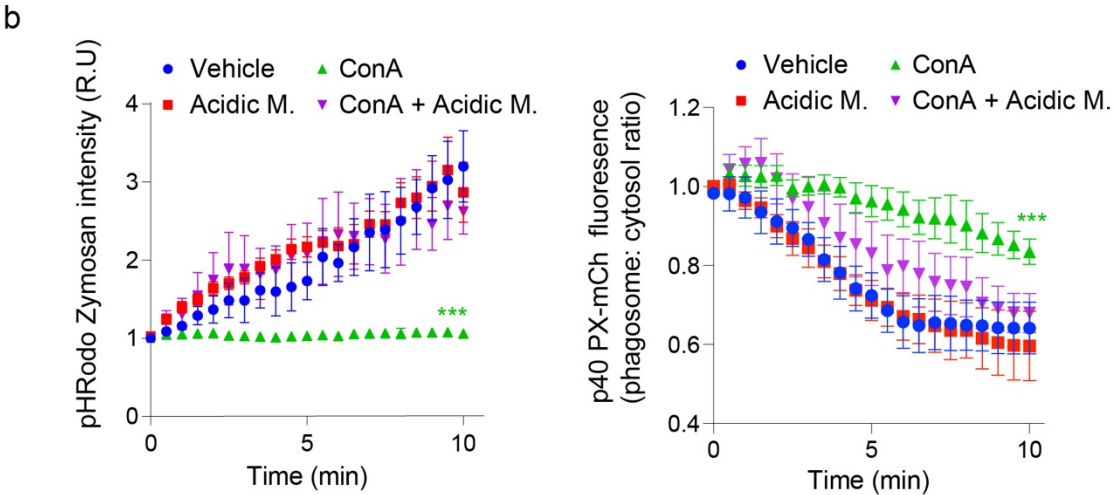 b
pHRodo Zymosan intensity (R.U)
Vehicle
ConA
Acidic M.
ConA + Acidic M.
4
3
2
1
0
***
0
5
10
Time (min)
p40 PX-mCh fluoresence
(phagosome: cytosol ratio)
Vehicle
ConA
Acidic M.
ConA + Acidic M.
1.2
1.0
0.8
0.6
0.4
***
0
5
10
Time (min)